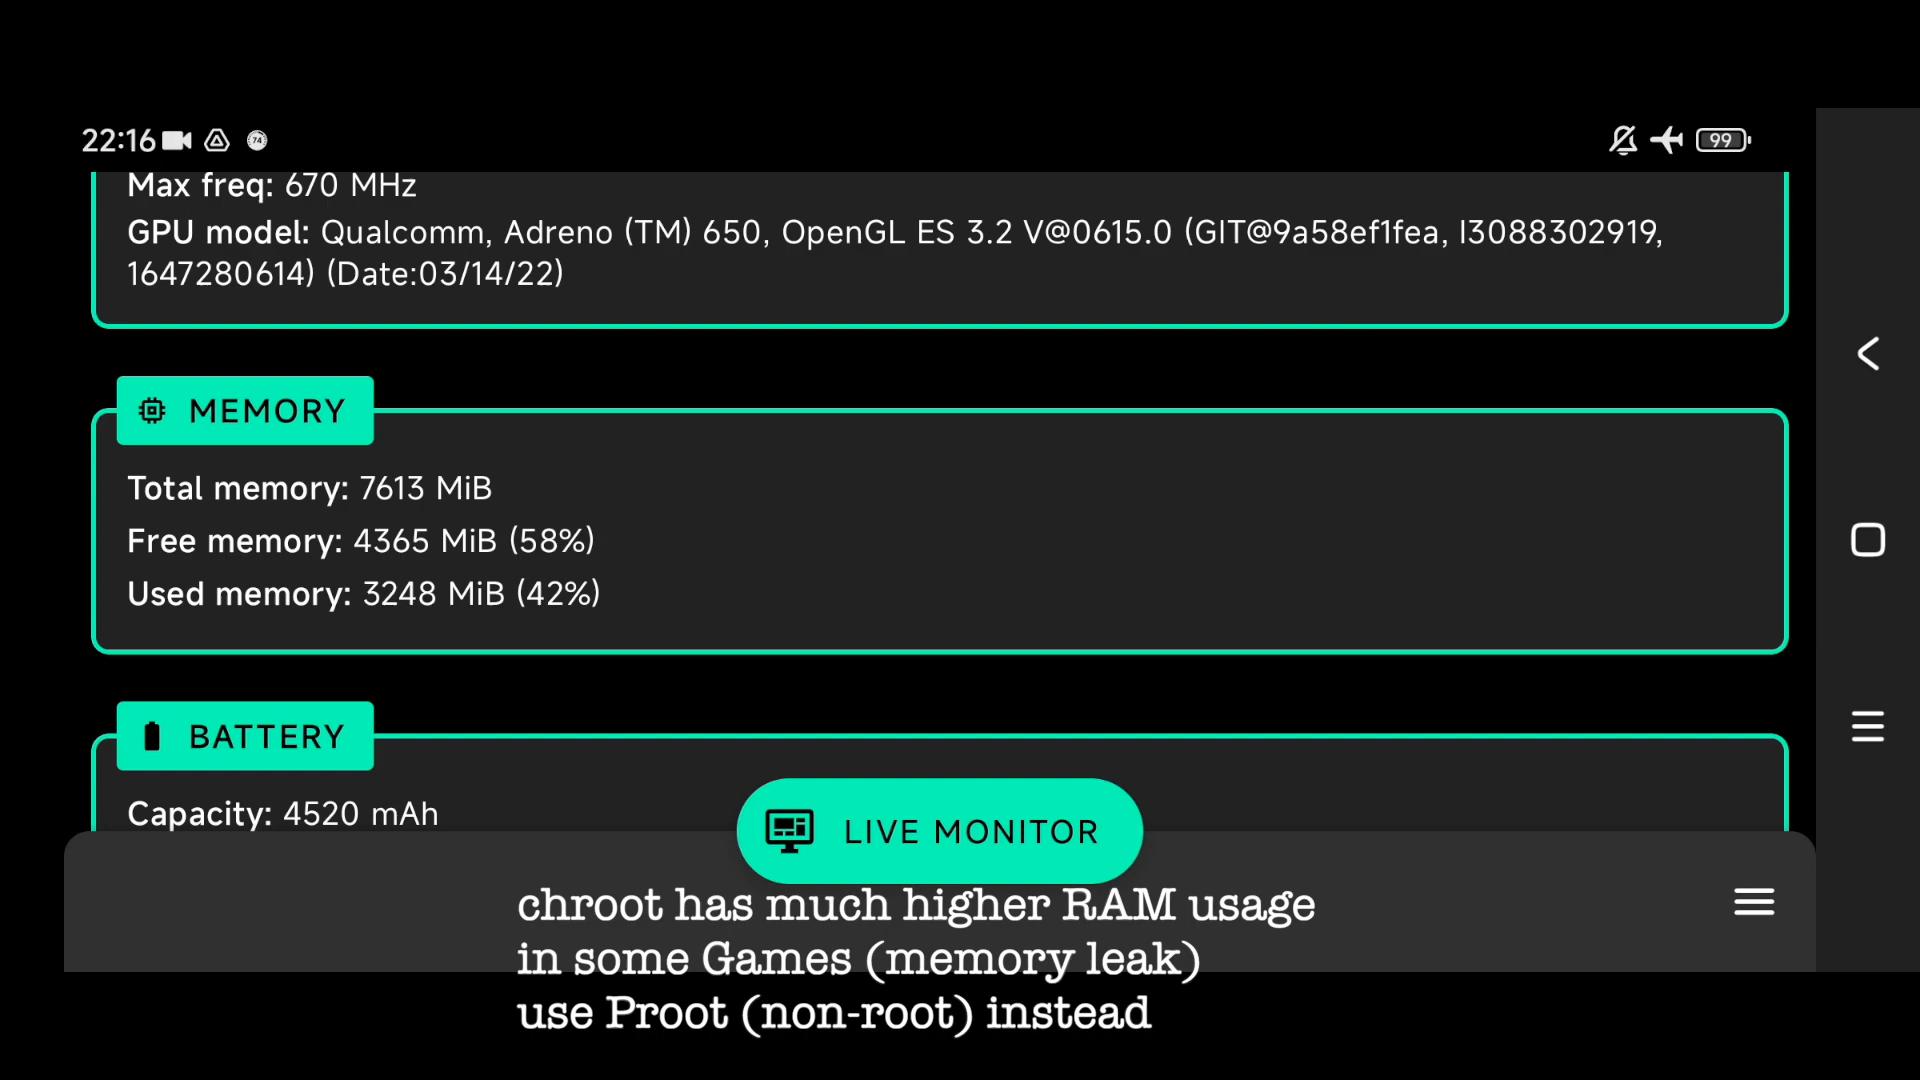 22:16 74 99
Max freq: 670 MHz
GPU model: Qualcomm, Adreno (TM) 650, OpenGL ES 3.2 V@0615.0 (GIT@9a58ef1fea, I3088302919,
1647280614) (Date:03/14/22)
MEMORY
Total memory: 7613 MiB
Free memory: 4365 MiB (58%)
Used memory: 3248 MiB (42%)
BATTERY
Capacity: 4520 mAh
LIVE MONITOR
chroot has much higher RAM usage
in some Games (memory leak)
use Proot (non-root) instead